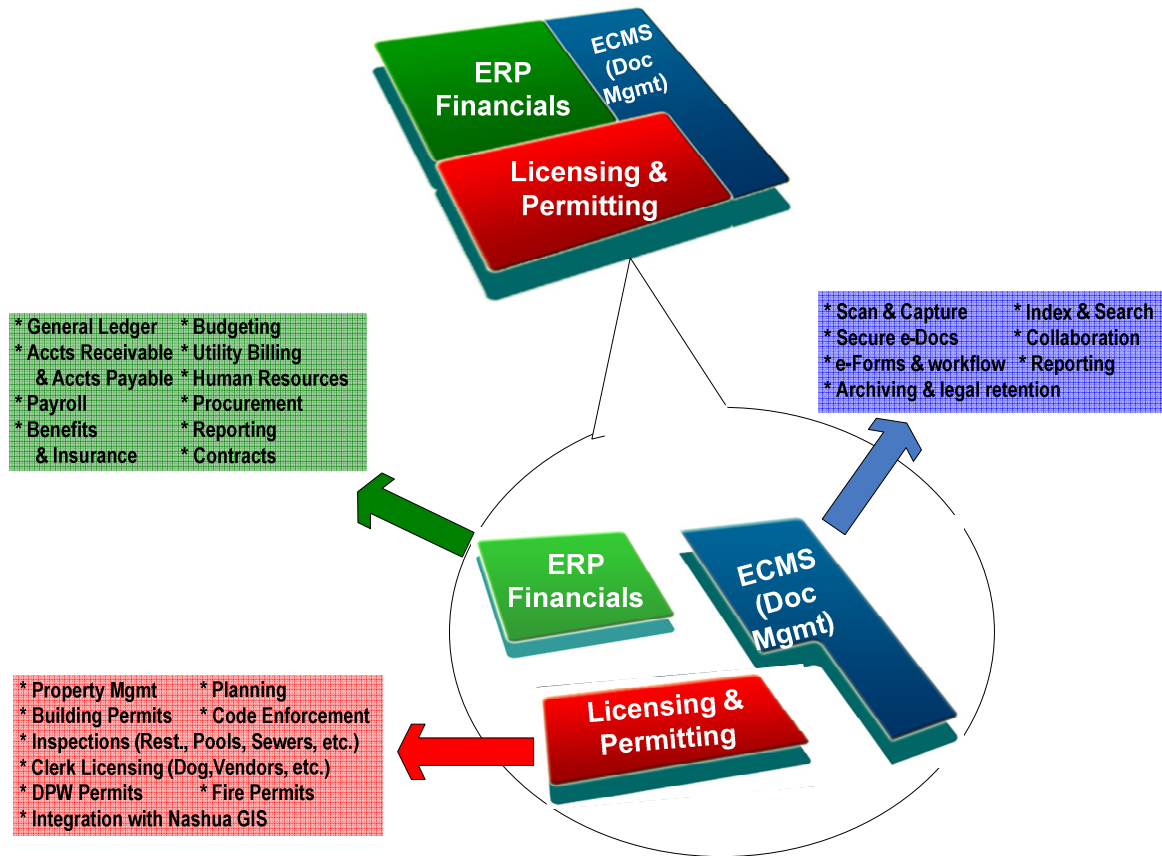 ERP
Financials
ECMS
(Doc
Mgmt)
Licensing &
Permitting
* General Ledger * Budgeting
* Accts Receivable * Utility Billing
& Accts Payable * Human Resources
* Payroll * Procurement
* Benefits * Reporting
& Insurance * Contracts
* Scan & Capture * Index & Search
* Secure e-Docs * Collaboration
* e-Forms & workflow * Reporting
* Archiving & legal retention
ERP
Financials
ECMS
(Doc
Mgmt)
Licensing &
Permitting
* Property Mgmt * Planning
* Building Permits * Code Enforcement
* Inspections (Rest., Pools, Sewers, etc.)
* Clerk Licensing (Dog,Vendors, etc.)
* DPW Permits * Fire Permits
* Integration with Nashua GIS